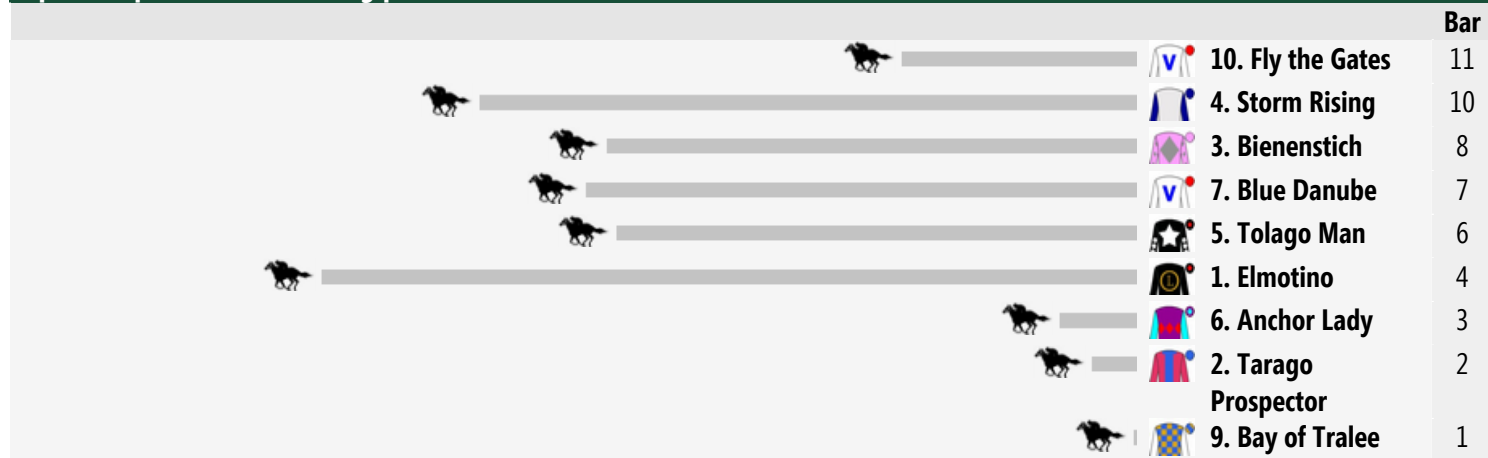 Bar
10. Fly the Gates 11
4. Storm Rising 10
3. Bienenstich 8
7. Blue Danube 7
5. Tolago Man 6
1. Elmotino 4
6. Anchor Lady 3
2. Tarago 2
Prospector
9. Bay of Tralee 1